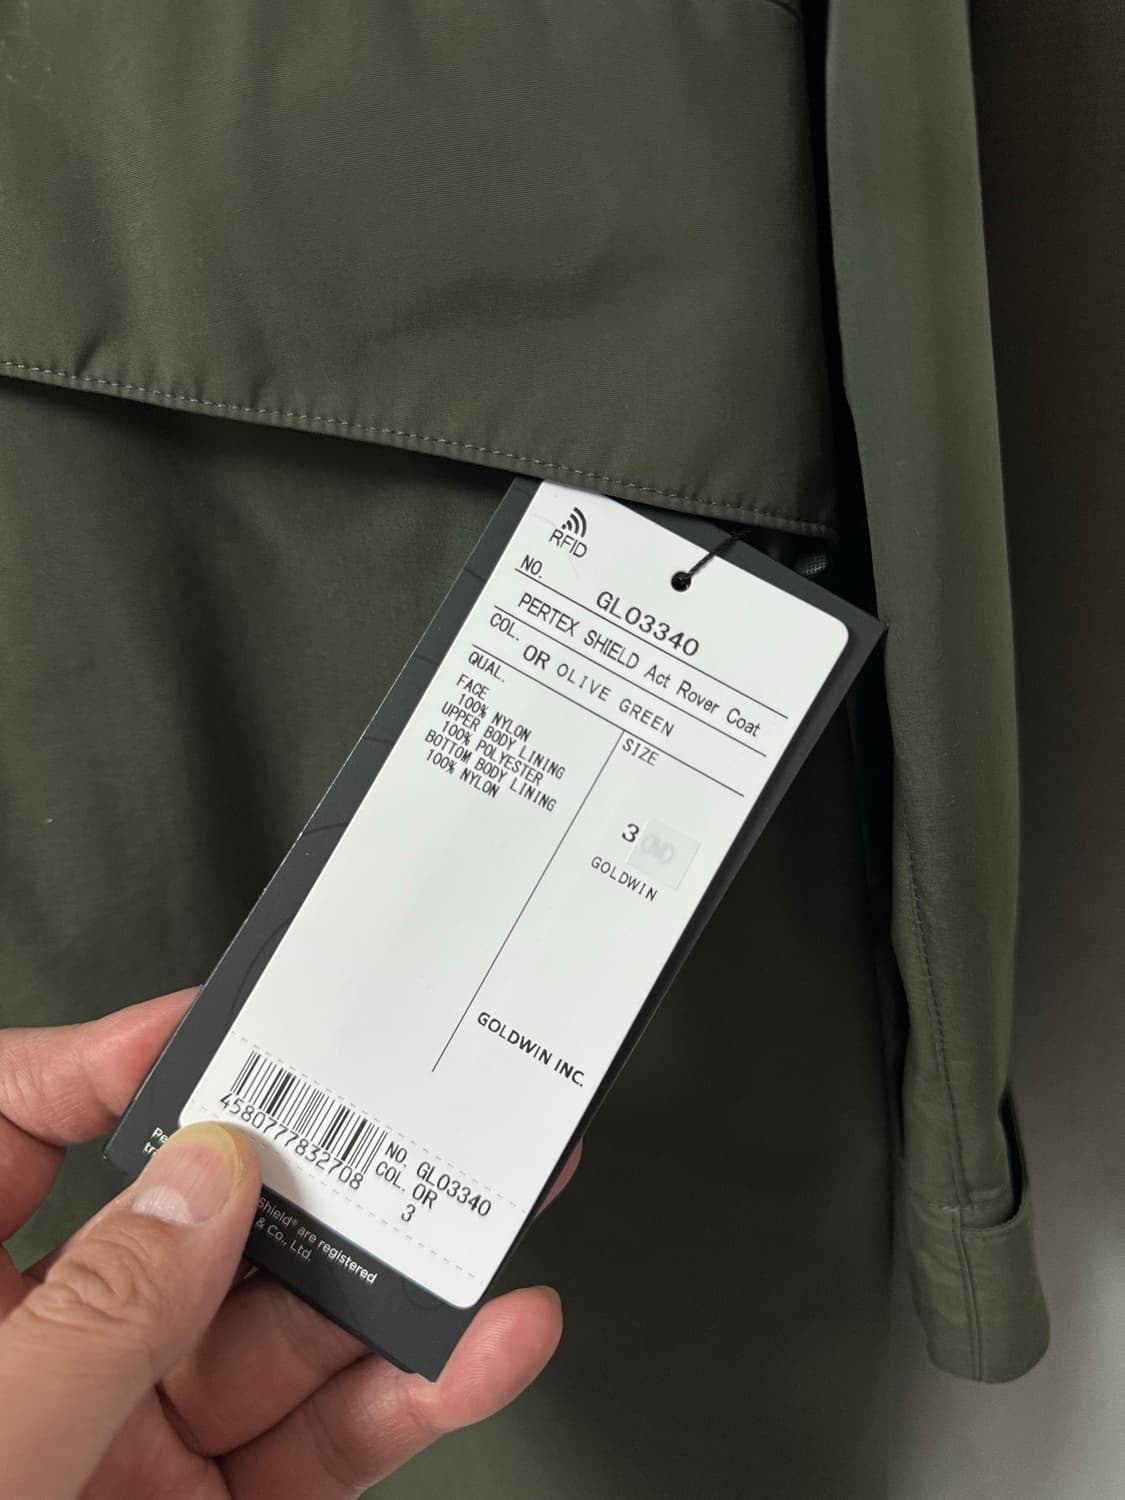 RFID
NO.
GL03340
PERTEX SHIELD Act Rover Coat
COL.
OR OLIVE GREEN
QUAL.
FACE
100% NYLON
UPPER BODY LINING
100% POLYESTER
BOTTOM BODY LINING
100% NYLON
SIZE
3
GOLDWIN
GOLDWIN INC.
4580777832708
NO. GL03340
COL. OR
3
Shield® are registered
& Co., Ltd.